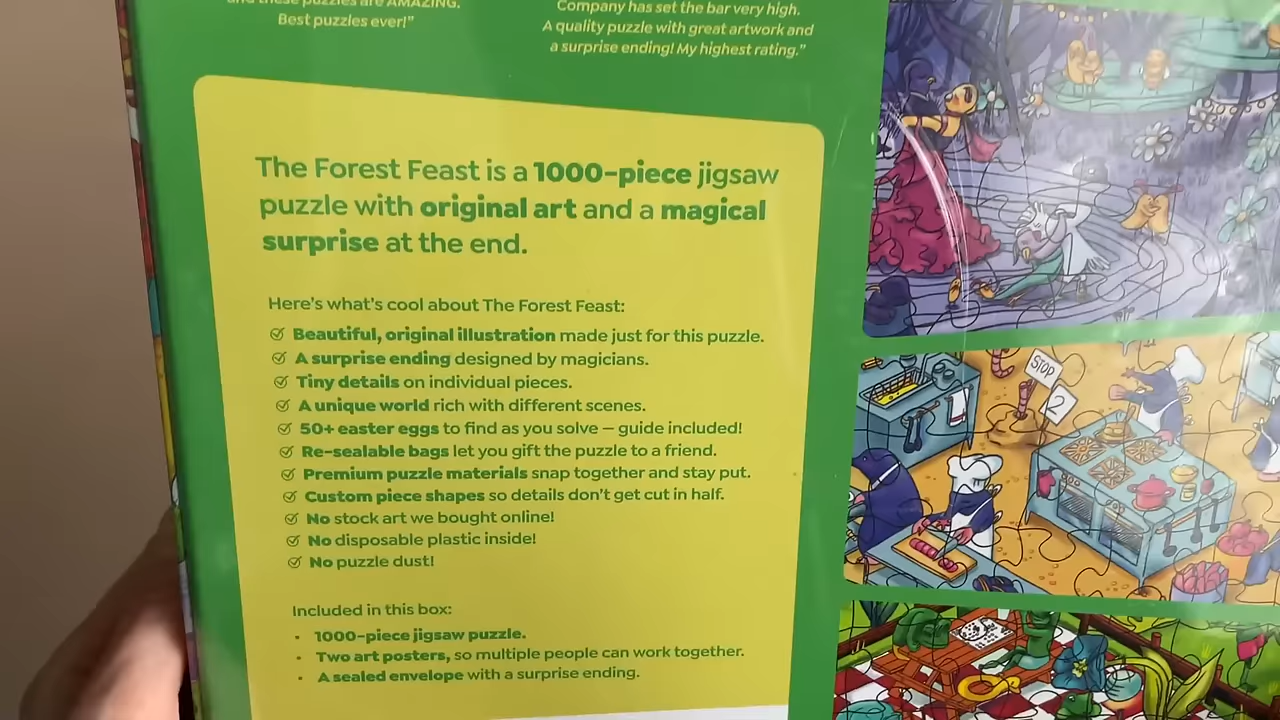 and these puzzles are AMAZING.
Best puzzles ever!"
Company has set the bar very high.
A quality puzzle with great artwork and
a surprise ending! My highest rating."
The Forest Feast is a 1000-piece jigsaw
puzzle with original art and a magical
surprise at the end.
Here's what's cool about The Forest Feast:
Beautiful, original illustration made just for this puzzle.
A surprise ending designed by magicians.
Tiny details on individual pieces.
A unique world rich with different scenes.
50+ easter eggs to find as you solve – guide included!
Re-sealable bags let you gift the puzzle to a friend.
Premium puzzle materials snap together and stay put.
Custom piece shapes so details don't get cut in half.
No stock art we bought online!
No disposable plastic inside!
No puzzle dust!
Included in this box:
• 1000-piece jigsaw puzzle.
• Two art posters, so multiple people can work together.
• A sealed envelope with a surprise ending.
STOP
2